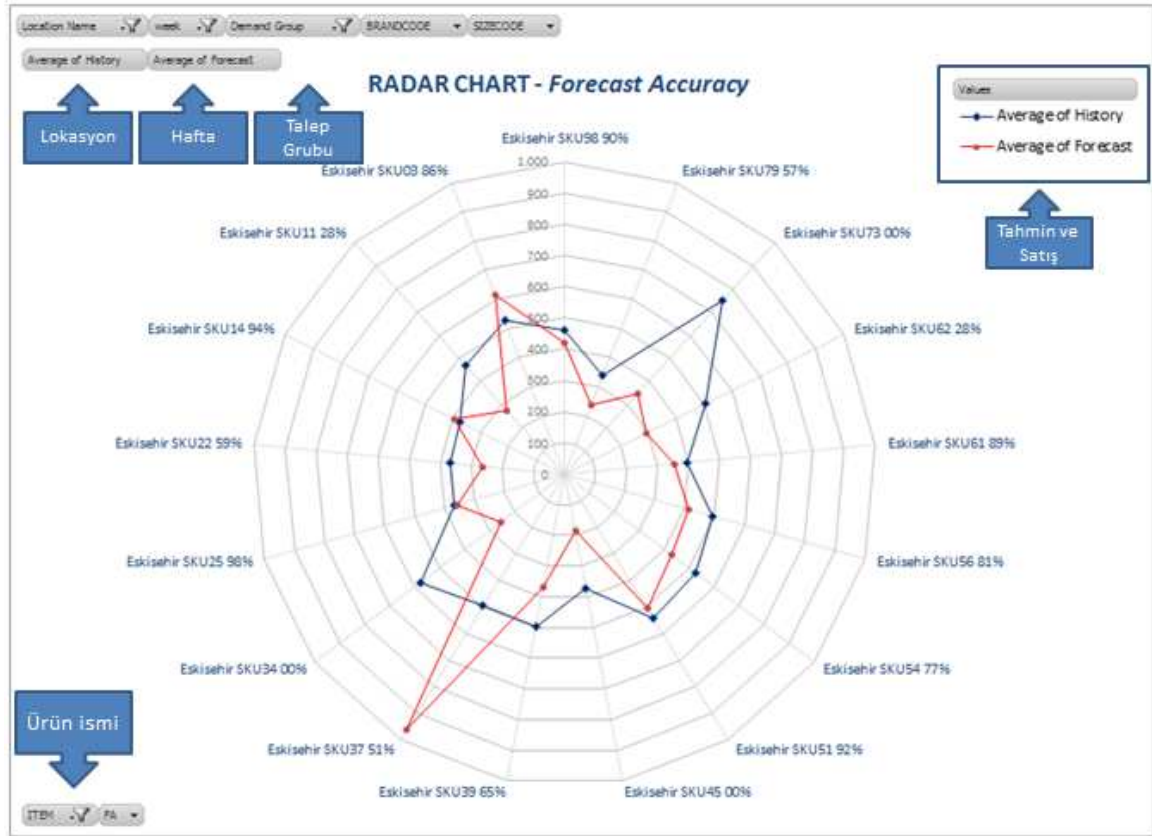 Location Name week Demand Group BRANDCODE SIZECODE
Average of History Average of Forecast
RADAR CHART - Forecast Accuracy
Values
Average of History
Average of Forecast
Lokasyon
Hafta
Talep
Grubu
Tahmin ve
Satış
Eskisehir SKU98 90%
Eskisehir SKU79 57%
Eskisehir SKU73 00%
Eskisehir SKU62 28%
Eskisehir SKU61 89%
Eskisehir SKU56 81%
Eskisehir SKU54 77%
Eskisehir SKU51 92%
Eskisehir SKU45 00%
Eskisehir SKU39 65%
Eskisehir SKU37 51%
Eskisehir SKU34 00%
Eskisehir SKU25 98%
Eskisehir SKU22 59%
Eskisehir SKU14 94%
Eskisehir SKU11 28%
Eskisehir SKU03 86%
1.000
900
800
700
600
500
400
300
200
100
0
Ürün ismi
ITEM FA